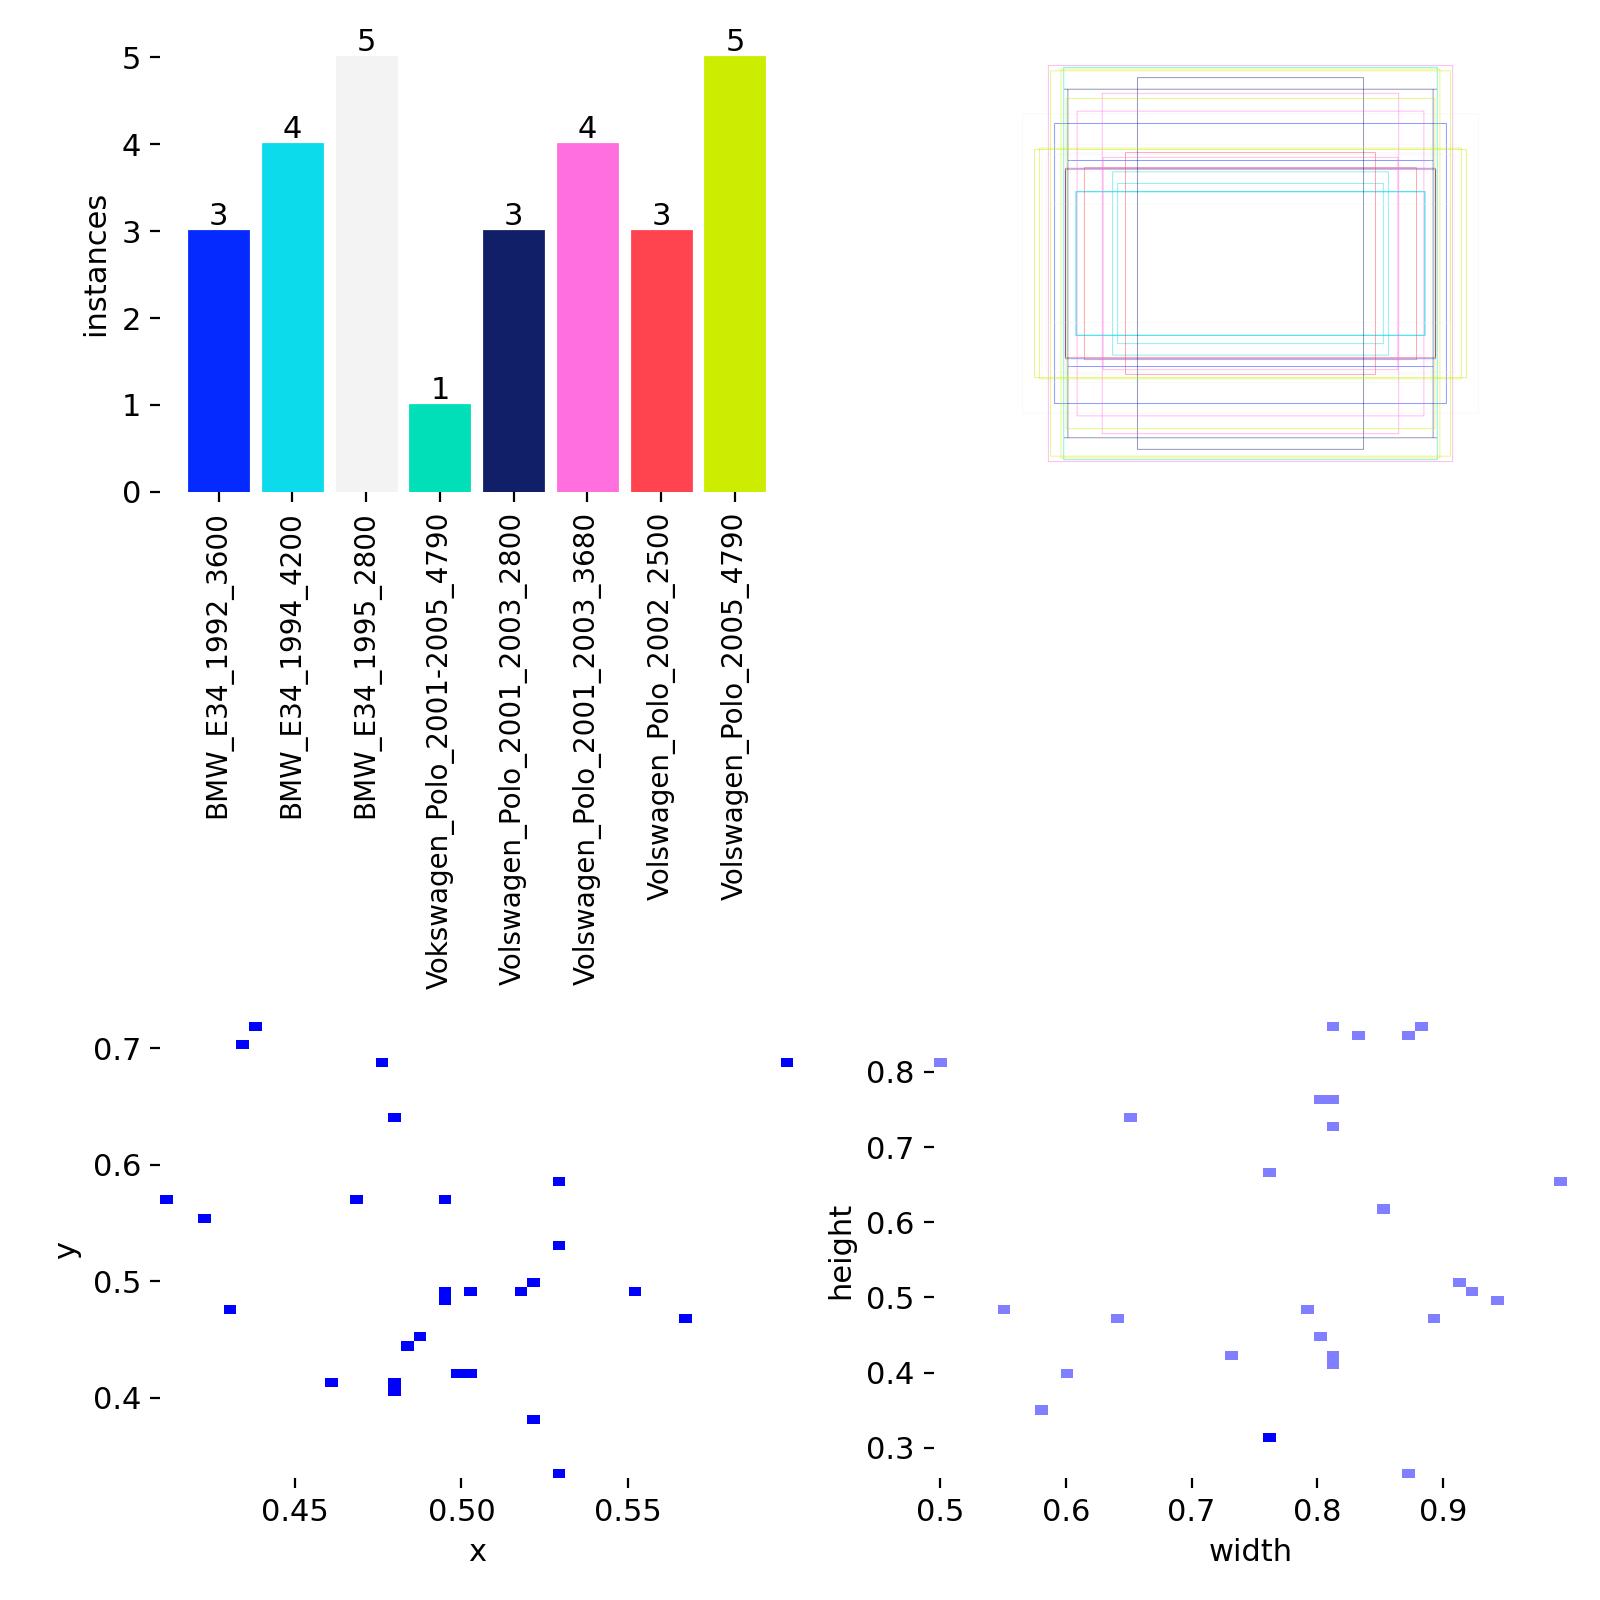 5
5
5
4
4
4
3
3
3
3
2
1
1
0
instances
BMW_E34_1992_3600
BMW_E34_1994_4200
BMW_E34_1995_2800
Vokswagen_Polo_2001-2005_4790
Volswagen_Polo_2001_2003_2800
Volswagen_Polo_2001_2003_3680
Volswagen_Polo_2002_2500
Volswagen_Polo_2005_4790
0.7
0.6
0.5
0.4
y
0.45 0.50 0.55
x
0.8
0.7
0.6
0.5
0.4
0.3
height
0.5 0.6 0.7 0.8 0.9
width